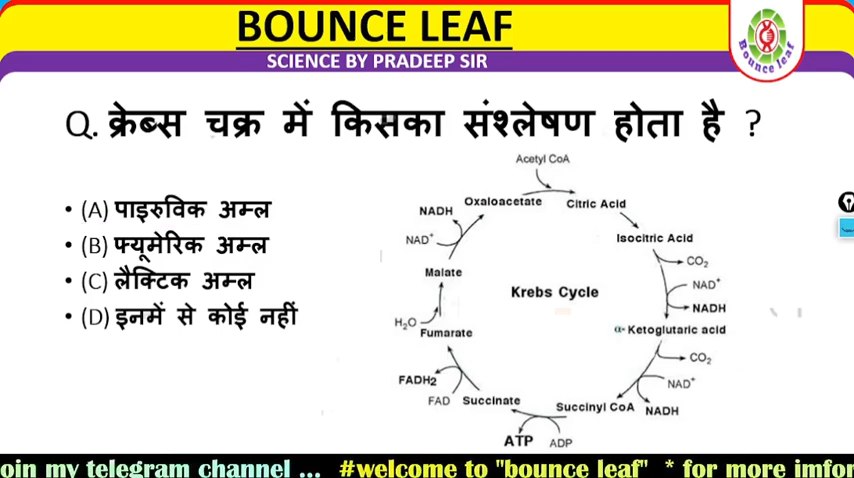 BOUNCE LEAF
SCIENCE BY PRADEEP SIR
Bounce leaf
Q. क्रेब्स चक्र में किसका संश्लेषण होता है ?
• (A) पाइरुविक अम्ल
• (B) फ्यूमेरिक अम्ल
• (C) लैक्टिक अम्ल
• (D) इनमें से कोई नहीं
Acetyl CoA
Oxaloacetate
Citric Acid
NADH
NAD+
Isocitric Acid
CO2
NAD+
NADH
Malate
Krebs Cycle
H2O
Fumarate
α- Ketoglutaric acid
CO2
NAD+
NADH
FADH2
FAD
Succinate
Succinyl CoA
ATP
ADP
oin my telegram channel ... #welcome to "bounce leaf" * for more imfor